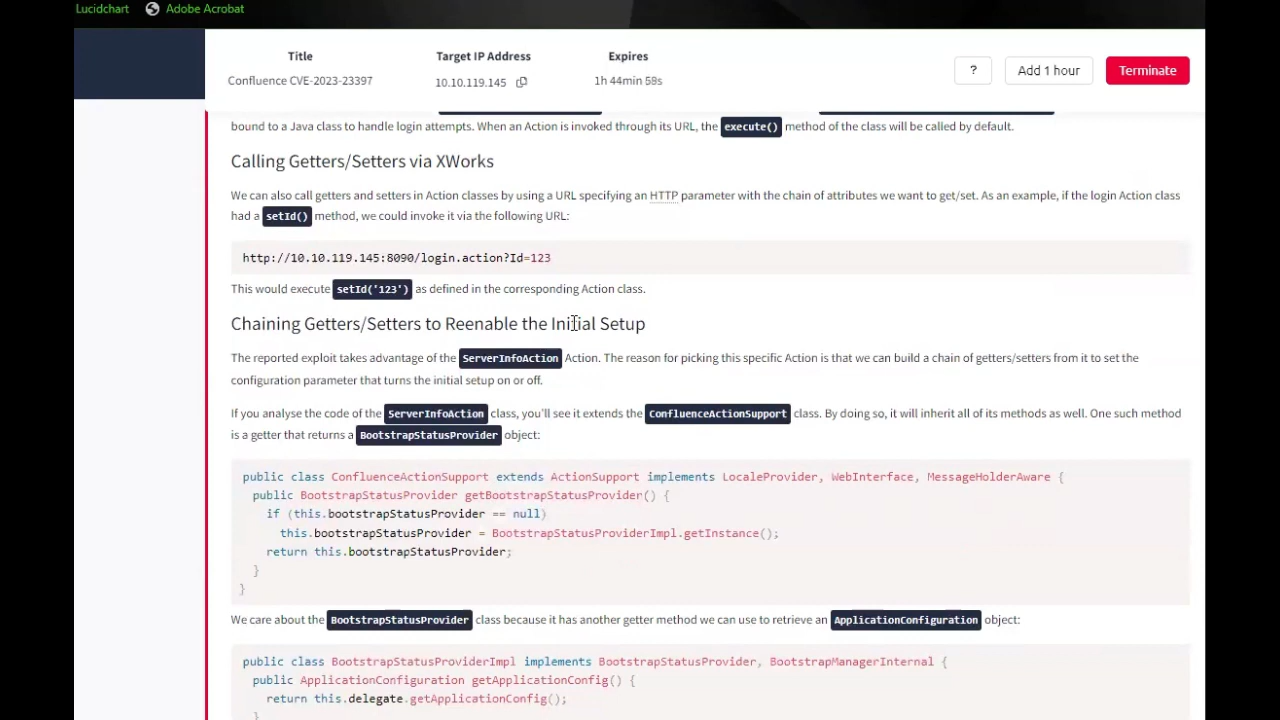 Lucidchart Adobe Acrobat
Title Target IP Address Expires
Confluence CVE-2023-23397 10.10.119.145 1h 44min 58s
? Add 1 hour Terminate
bound to a Java class to handle login attempts. When an Action is invoked through its URL, the execute() method of the class will be called by default.
Calling Getters/Setters via XWorks
We can also call getters and setters in Action classes by using a URL specifying an HTTP parameter with the chain of attributes we want to get/set. As an example, if the login Action class
had a setId() method, we could invoke it via the following URL:
http://10.10.119.145:8090/login.action?Id=123
This would execute setId('123') as defined in the corresponding Action class.
Chaining Getters/Setters to Reenable the Initial Setup
The reported exploit takes advantage of the ServerInfoAction Action. The reason for picking this specific Action is that we can build a chain of getters/setters from it to set the
configuration parameter that turns the initial setup on or off.
If you analyse the code of the ServerInfoAction class, you'll see it extends the ConfluenceActionSupport class. By doing so, it will inherit all of its methods as well. One such method
is a getter that returns a BootstrapStatusProvider object:
public class ConfluenceActionSupport extends ActionSupport implements LocaleProvider, WebInterface, MessageHolderAware {
public BootstrapStatusProvider getBootstrapStatusProvider() {
if (this.bootstrapStatusProvider == null)
this.bootstrapStatusProvider = BootstrapStatusProviderImpl.getInstance();
return this.bootstrapStatusProvider;
}
}
We care about the BootstrapStatusProvider class because it has another getter method we can use to retrieve an ApplicationConfiguration object:
public class BootstrapStatusProviderImpl implements BootstrapStatusProvider, BootstrapManagerInternal {
public ApplicationConfiguration getApplicationConfig() {
return this.delegate.getApplicationConfig();
}